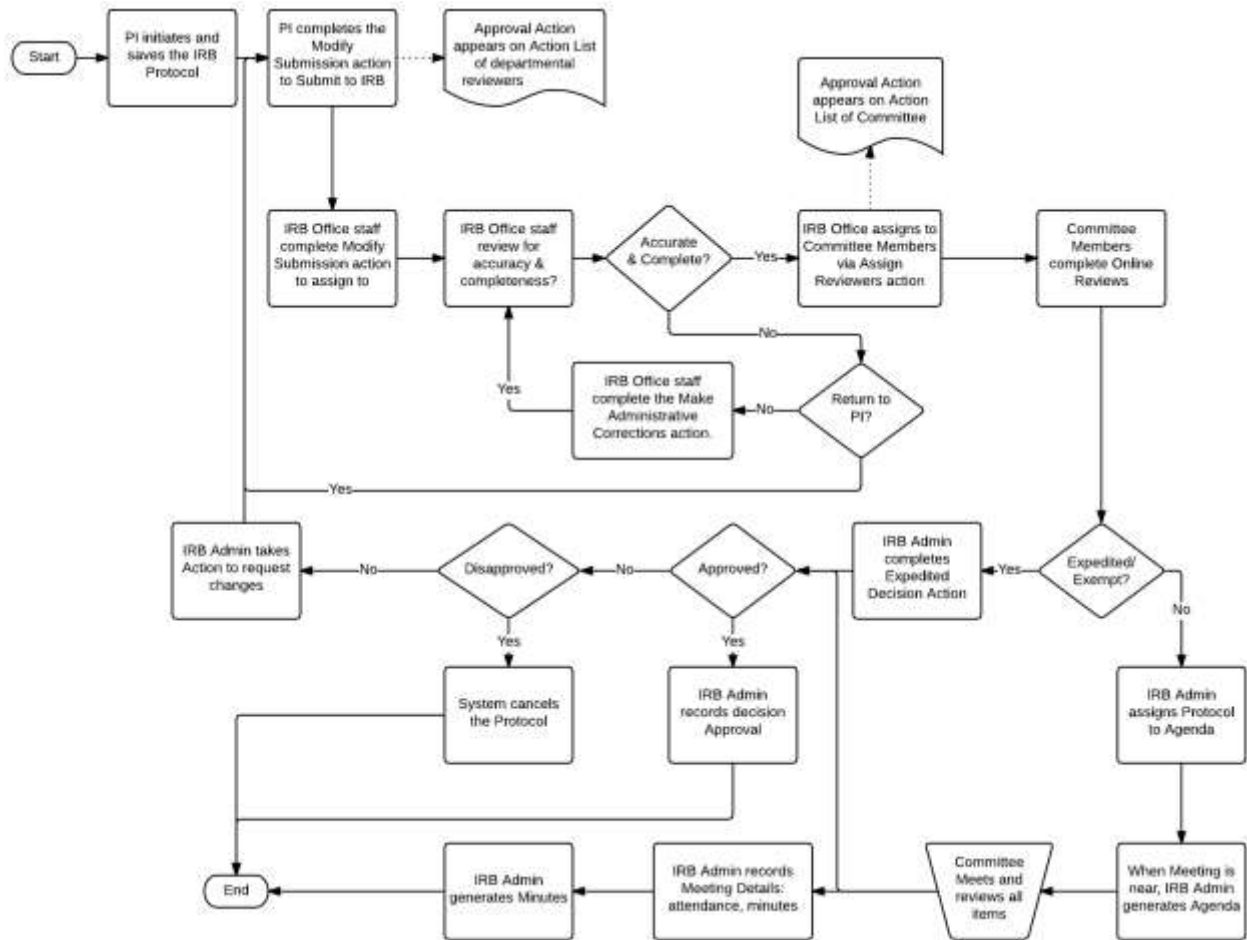 Start
PI initiates and
saves the IRB
Protocol
PI completes the
Modify
Submission action
to Submit to IRB
Approval Action
appears on Action List
of departmental
reviewers
Approval Action
appears on Action
List of Committee
IRB Office staff
complete Modify
Submission action
to assign to
IRB Office staff
review for
accuracy &
completeness?
Accurate
& Complete?
Yes
IRB Office assigns to
Committee Members
via Assign
Reviewers action
Committee
Members
complete Online
Reviews
No
Yes
IRB Office staff
complete the Make
Administrative
Corrections action.
No
Return to
PI?
Yes
IRB Admin takes
Action to request
changes
No
Disapproved?
No
Approved?
IRB Admin
completes
Expedited
Decision Action
Yes
Expedited/
Exempt?
No
Yes
Yes
System cancels
the Protocol
IRB Admin
records decision
Approval
IRB Admin
assigns Protocol
to Agenda
End
IRB Admin
generates Minutes
IRB Admin records
Meeting Details:
attendance, minutes
Committee
Meets and
reviews all
items
When Meeting is
near, IRB Admin
generates Agenda